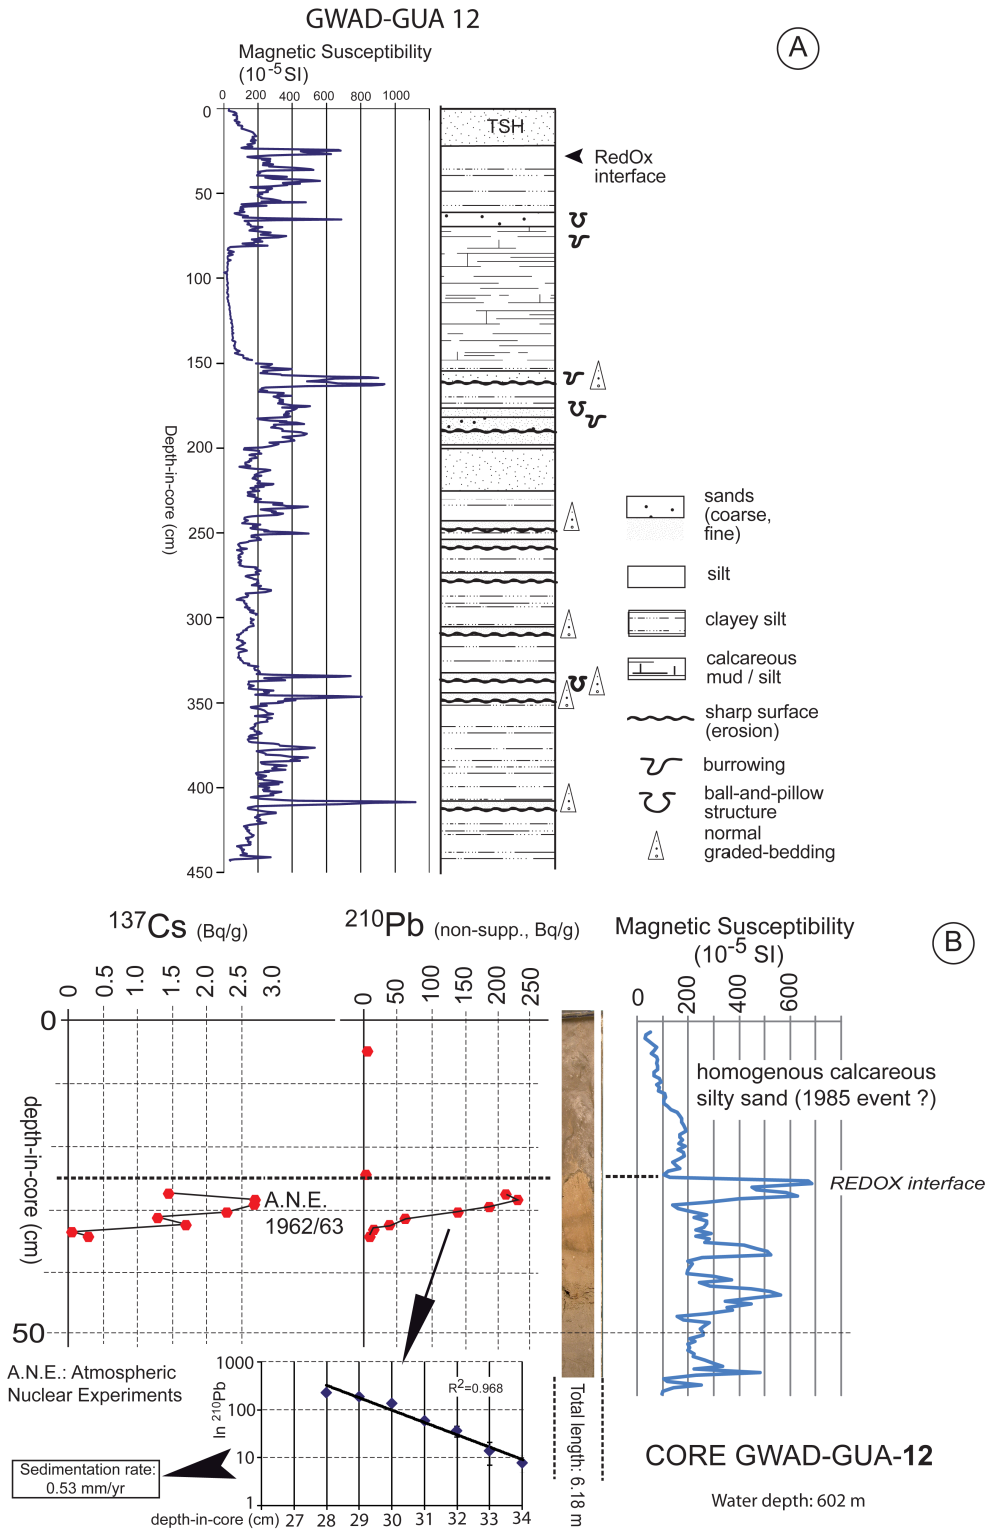 GWAD-GUA 12
A
Magnetic Susceptibility
(10-5 SI)
0 200 400 600 800 1000
0
50
100
150
200
250
300
350
400
450
Depth-in-core (cm)
TSH
RedOx
interface
sands
(coarse,
fine)
silt
clayey silt
calcareous
mud / silt
sharp surface
(erosion)
burrowing
ball-and-pillow
structure
normal
graded-bedding
B
137Cs (Bq/g)
0 0.5 1.0 1.5 2.0 2.5 3.0
210Pb (non-supp., Bq/g)
0 50 100 150 200 250
Magnetic Susceptibility
(10-5 SI)
0 200 400 600
0
50
depth-in-core (cm)
A.N.E.
1962/63
homogenous calcareous
silty sand (1985 event ?)
REDOX interface
A.N.E.: Atmospheric
Nuclear Experiments
Sedimentation rate:
0.53 mm/yr
ln 210Pb
1000
100
10
1
R2=0.968
depth-in-core (cm) 27 28 29 30 31 32 33 34
Total length: 6.18 m
CORE GWAD-GUA-12
Water depth: 602 m